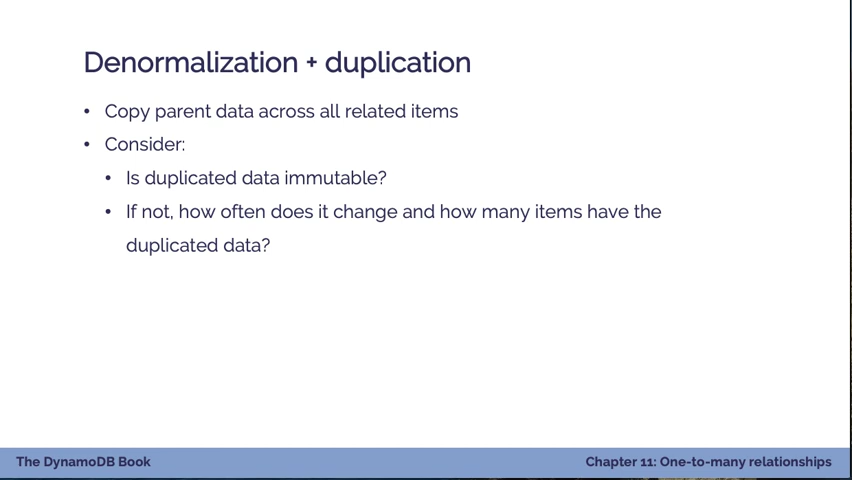 Denormalization + duplication
• Copy parent data across all related items
• Consider:
• Is duplicated data immutable?
• If not, how often does it change and how many items have the
duplicated data?
The DynamoDB Book
Chapter 11: One-to-many relationships